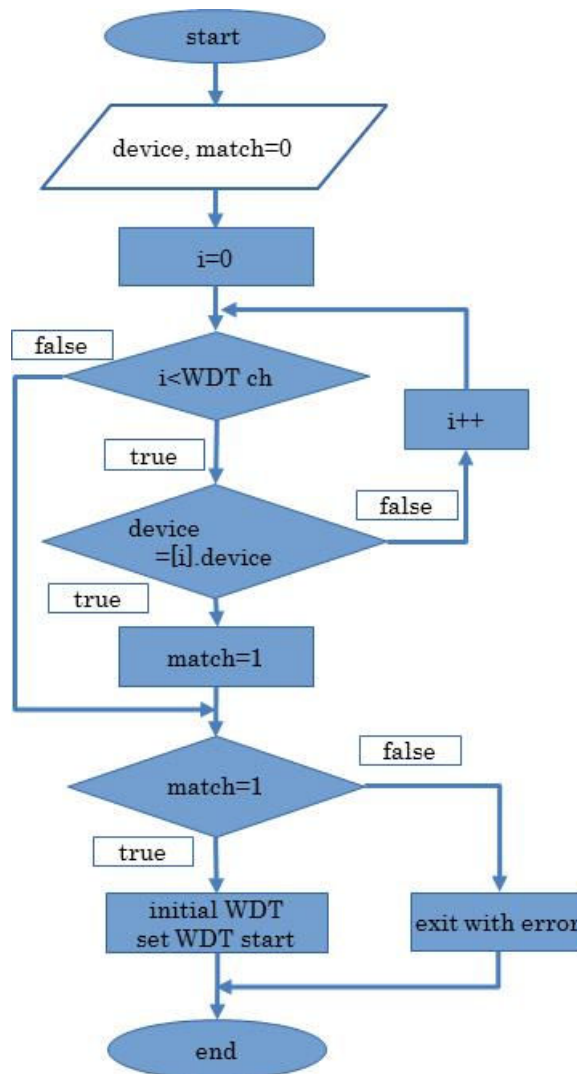 start
device, match=0
i=0
false
i<WDT ch
i++
true
false
device
=[i].device
true
match=1
false
match=1
true
initial WDT
set WDT start
exit with error
end